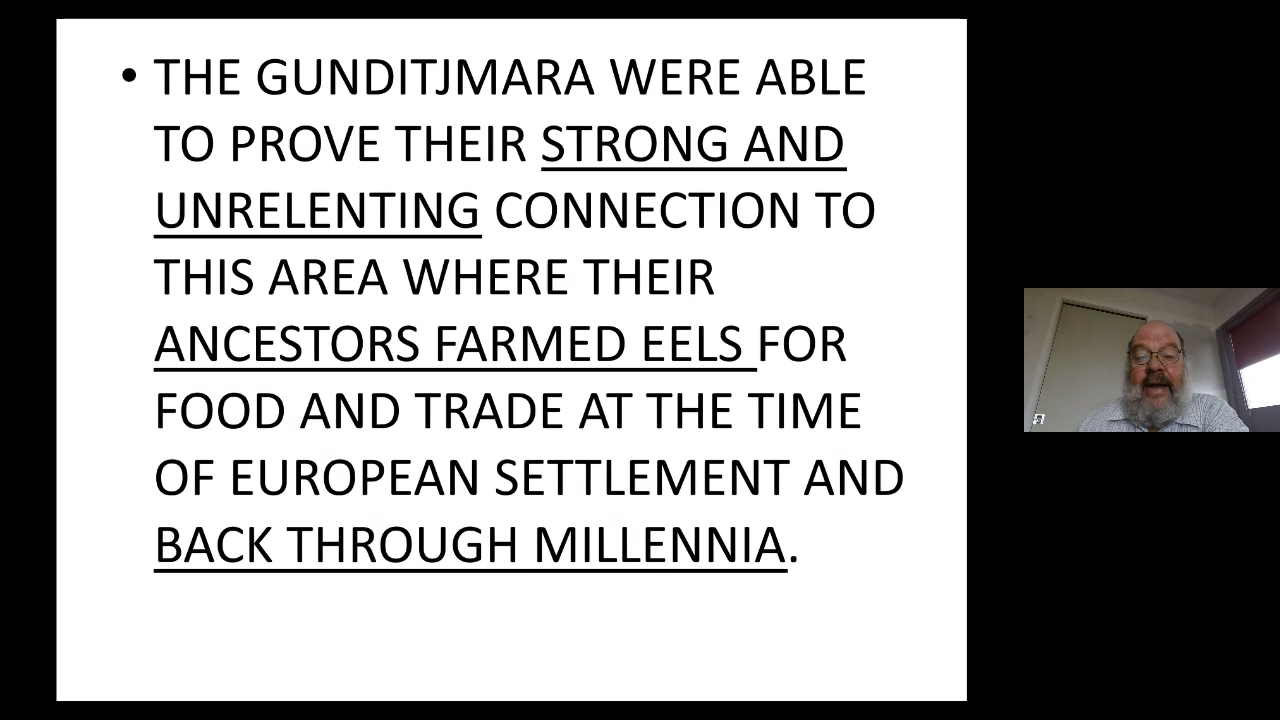 • THE GUNDITJMARA WERE ABLE
TO PROVE THEIR STRONG AND
UNRELENTING CONNECTION TO
THIS AREA WHERE THEIR
ANCESTORS FARMED EELS FOR
FOOD AND TRADE AT THE TIME
OF EUROPEAN SETTLEMENT AND
BACK THROUGH MILLENNIA.